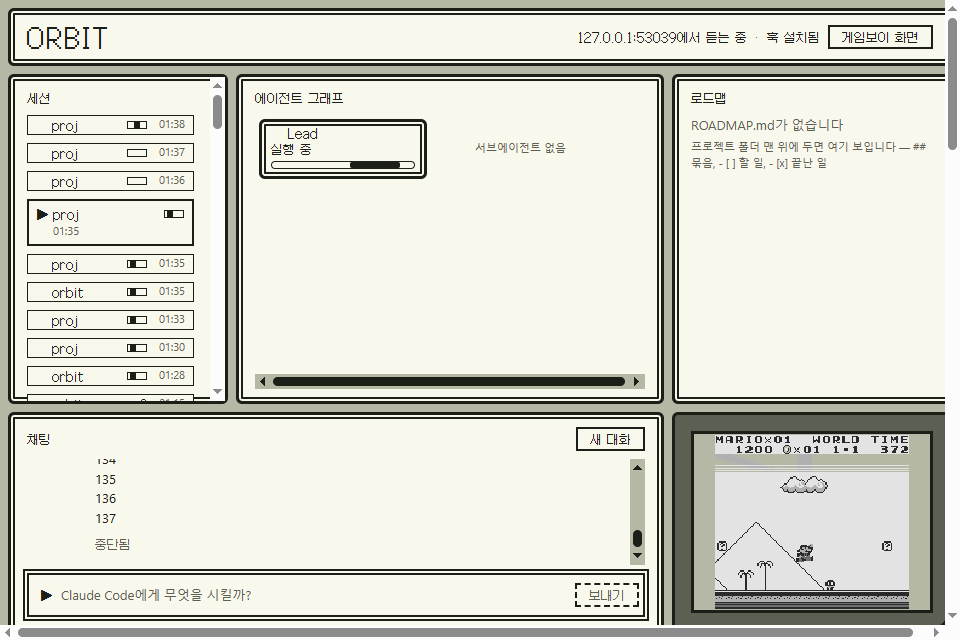 ORBIT
127.0.0.1:53039에서 듣는 중 · 훅 설치됨
게임보이 화면
세션
proj 01:38
proj 01:37
proj 01:36
▶ proj
01:35
proj 01:35
orbit 01:35
proj 01:33
proj 01:30
orbit 01:28
에이전트 그래프
Lead
실행 중
서브에이전트 없음
로드맵
ROADMAP.md가 없습니다
프로젝트 폴더 맨 위에 두면 여기 보입니다 — ##
묶음, - [ ] 할 일, - [x] 끝난 일
채팅
새 대화
134
135
136
137
중단됨
▶ Claude Code에게 무엇을 시킬까?
보내기
MARIO×01 WORLD TIME
1200 ×01 1-1 372